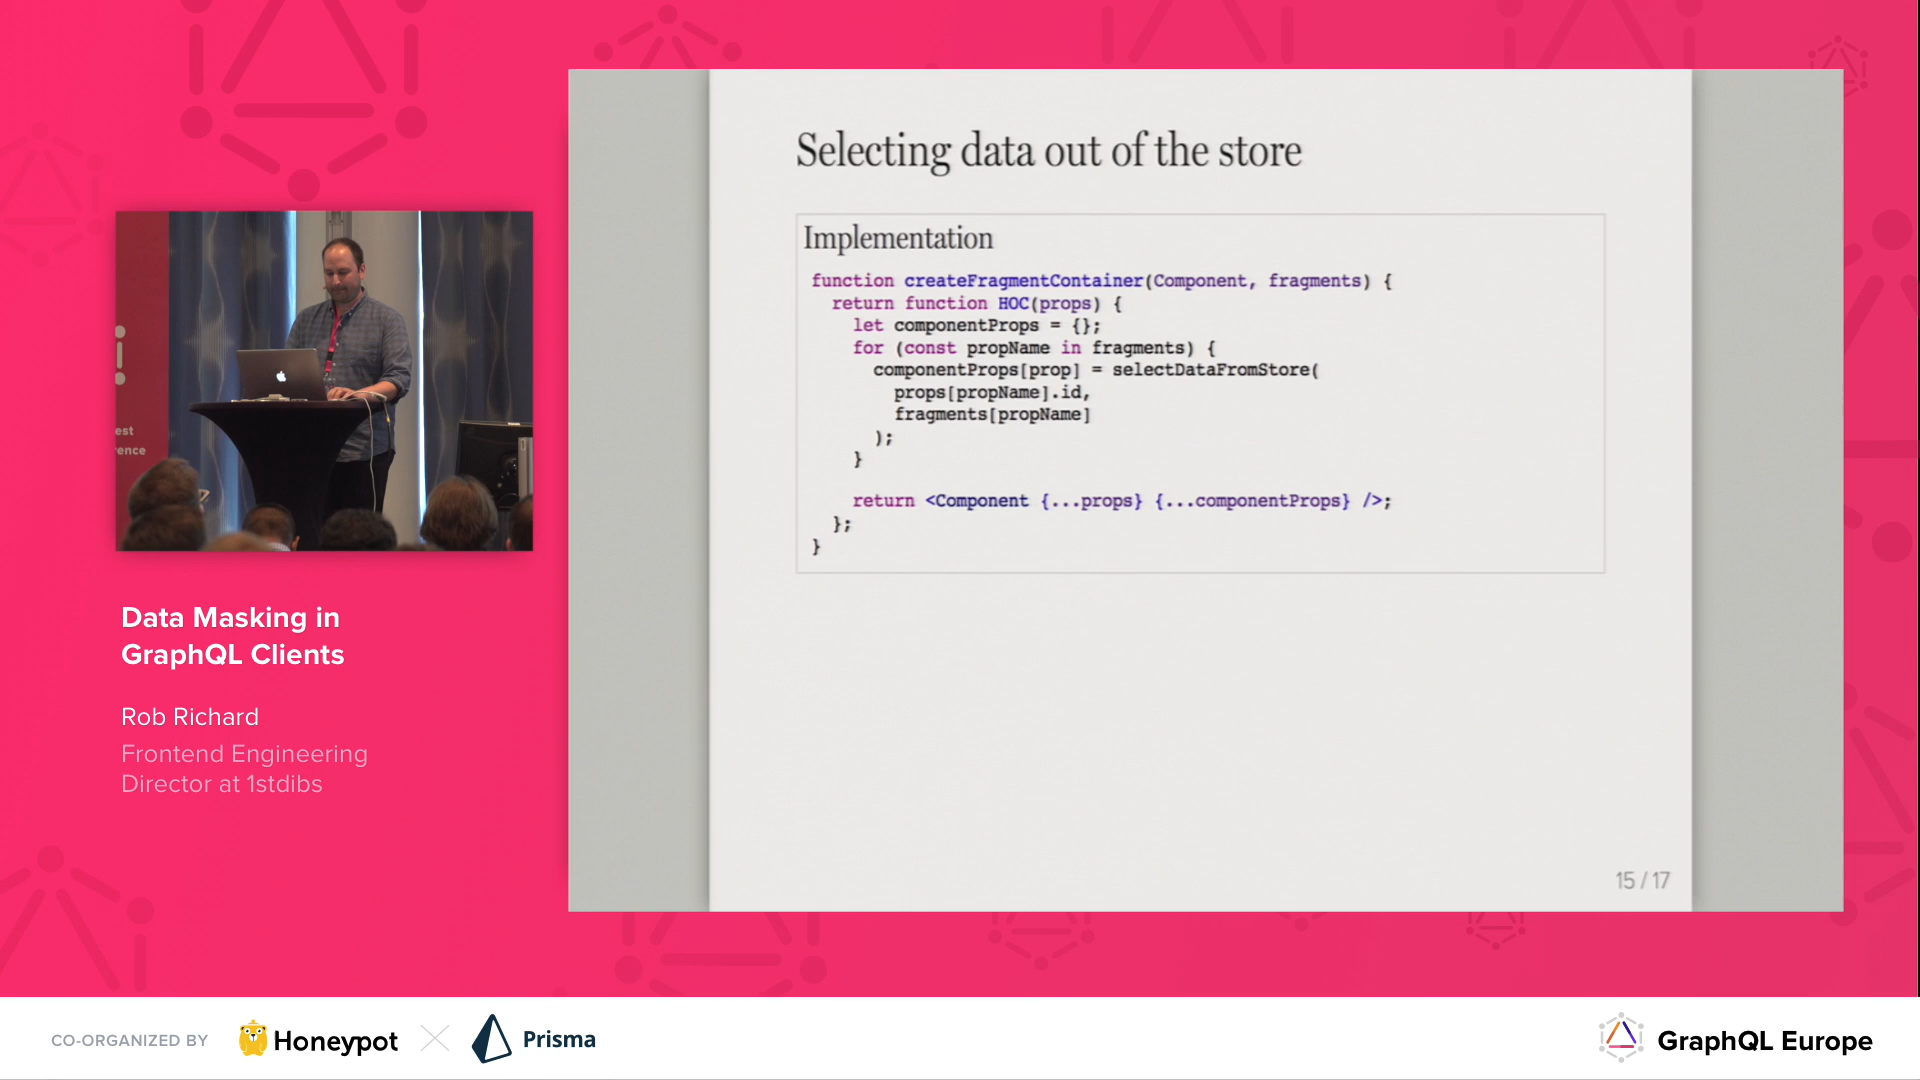 Selecting data out of the store
Implementation
function createFragmentContainer(Component, fragments) {
  return function HOC(props) {
    let componentProps = {};
    for (const propName in fragments) {
      componentProps[prop] = selectDataFromStore(
        props[propName].id,
        fragments[propName]
      );
    }

    return <Component {...props} {...componentProps} />;
  };
}
15 / 17
est
ence
Data Masking in
GraphQL Clients
Rob Richard
Frontend Engineering
Director at 1stdibs
CO-ORGANIZED BY
Honeypot
Prisma
GraphQL Europe